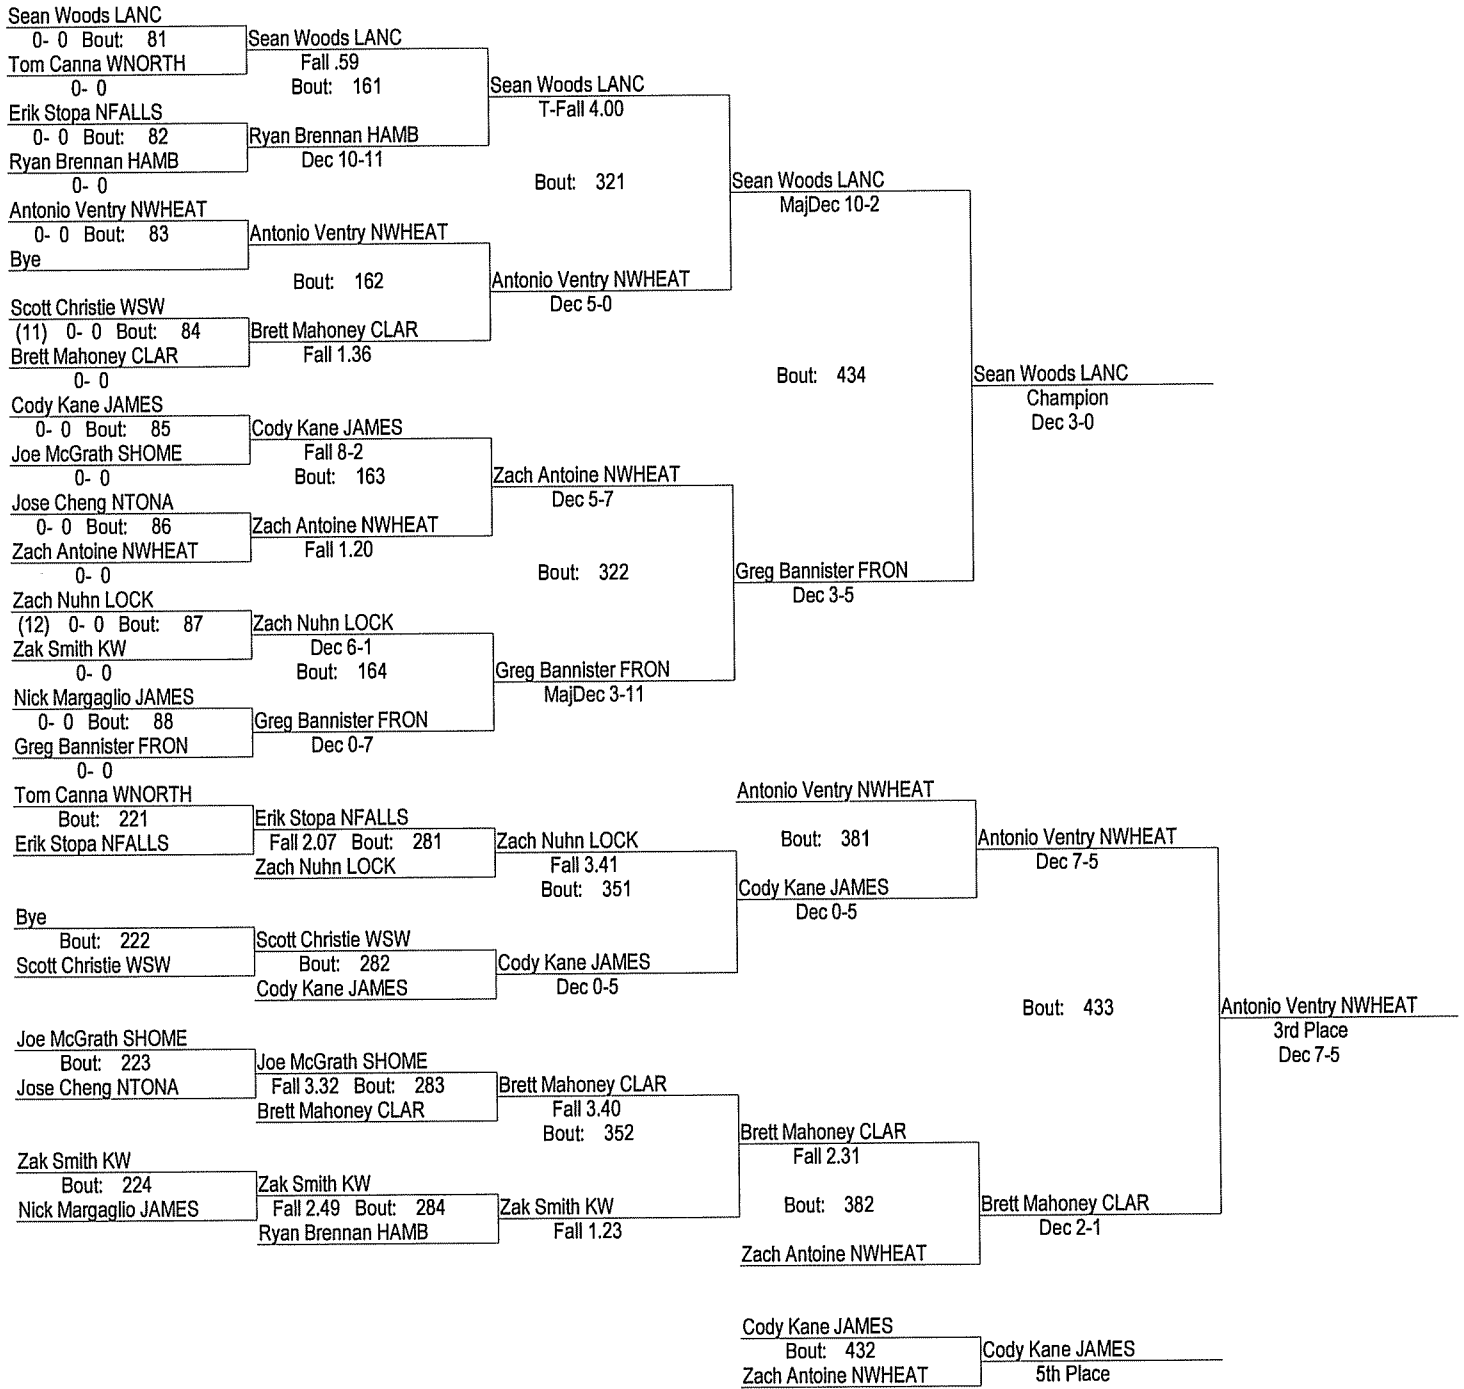 Sean Woods LANC
0- 0 Bout: 81
Tom Canna WNORTH
0- 0
Erik Stopa NFALLS
0- 0 Bout: 82
Ryan Brennan HAMB
0- 0
Antonio Ventry NWHEAT
0- 0 Bout: 83
Bye
Scott Christie WSW
(11) 0- 0 Bout: 84
Brett Mahoney CLAR
0- 0
Cody Kane JAMES
0- 0 Bout: 85
Joe McGrath SHOME
0- 0
Jose Cheng NTONA
0- 0 Bout: 86
Zach Antoine NWHEAT
0- 0
Zach Nuhn LOCK
(12) 0- 0 Bout: 87
Zak Smith KW
0- 0
Nick Margaglio JAMES
0- 0 Bout: 88
Greg Bannister FRON
0- 0
Sean Woods LANC
Fall .59
Bout: 161
Ryan Brennan HAMB
Dec 10-11
Antonio Ventry NWHEAT
Bout: 162
Brett Mahoney CLAR
Fall 1.36
Cody Kane JAMES
Fall 8-2
Bout: 163
Zach Antoine NWHEAT
Fall 1.20
Zach Nuhn LOCK
Dec 6-1
Bout: 164
Greg Bannister FRON
Dec 0-7
Sean Woods LANC
T-Fall 4.00
Bout: 321
Antonio Ventry NWHEAT
Dec 5-0
Zach Antoine NWHEAT
Dec 5-7
Bout: 322
Greg Bannister FRON
MajDec 3-11
Sean Woods LANC
MajDec 10-2
Bout: 434
Greg Bannister FRON
Dec 3-5
Sean Woods LANC
Champion
Dec 3-0
Tom Canna WNORTH
Bout: 221
Erik Stopa NFALLS
Bye
Bout: 222
Scott Christie WSW
Joe McGrath SHOME
Bout: 223
Jose Cheng NTONA
Zak Smith KW
Bout: 224
Nick Margaglio JAMES
Erik Stopa NFALLS
Fall 2.07 Bout: 281
Zach Nuhn LOCK
Scott Christie WSW
Bout: 282
Cody Kane JAMES
Joe McGrath SHOME
Fall 3.32 Bout: 283
Brett Mahoney CLAR
Zak Smith KW
Fall 2.49 Bout: 284
Ryan Brennan HAMB
Zach Nuhn LOCK
Fall 3.41
Bout: 351
Cody Kane JAMES
Dec 0-5
Brett Mahoney CLAR
Fall 3.40
Bout: 352
Zak Smith KW
Fall 1.23
Antonio Ventry NWHEAT
Bout: 381
Cody Kane JAMES
Dec 0-5
Brett Mahoney CLAR
Fall 2.31
Bout: 382
Zach Antoine NWHEAT
Antonio Ventry NWHEAT
Dec 7-5
Bout: 433
Brett Mahoney CLAR
Dec 2-1
Antonio Ventry NWHEAT
3rd Place
Dec 7-5
Cody Kane JAMES
Bout: 432
Zach Antoine NWHEAT
Cody Kane JAMES
5th Place